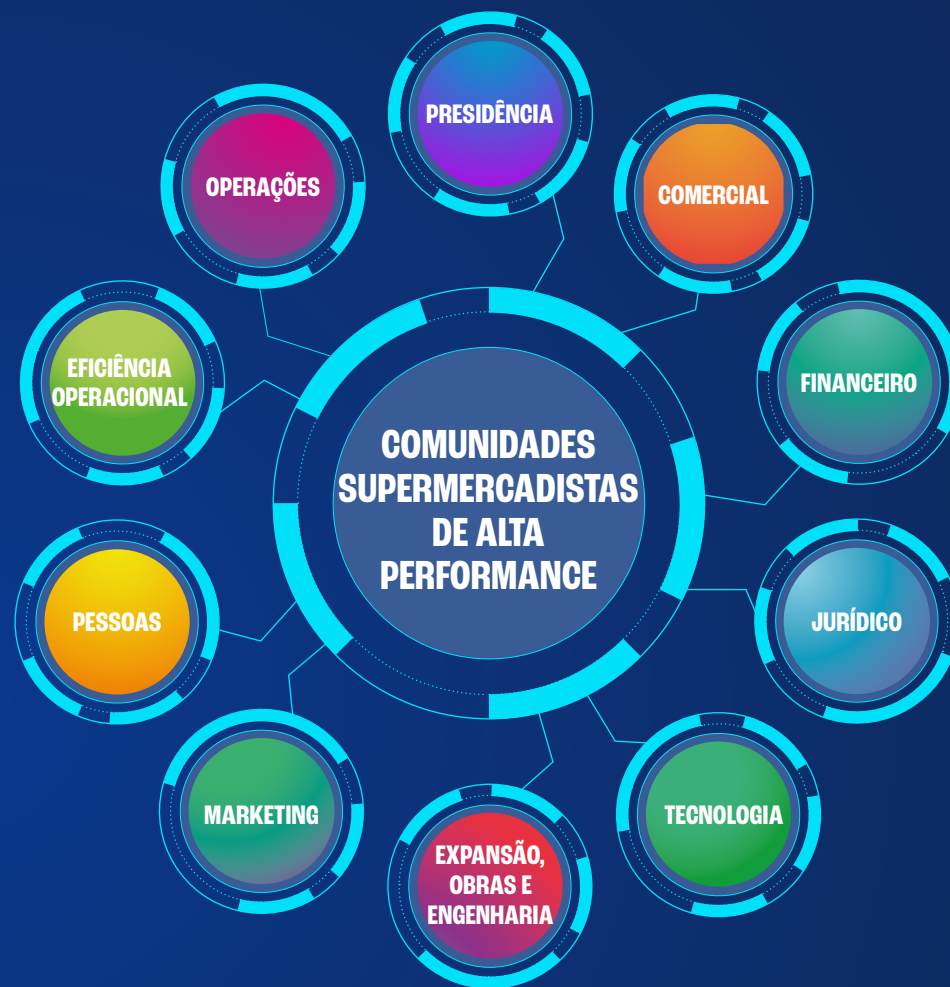 PRESIDÊNCIA
OPERAÇÕES
COMERCIAL
EFICIÊNCIA
OPERACIONAL
FINANCEIRO
COMUNIDADES
SUPERMERCADISTAS
DE ALTA
PERFORMANCE
PESSOAS
JURÍDICO
MARKETING
TECNOLOGIA
EXPANSÃO,
OBRAS E
ENGENHARIA